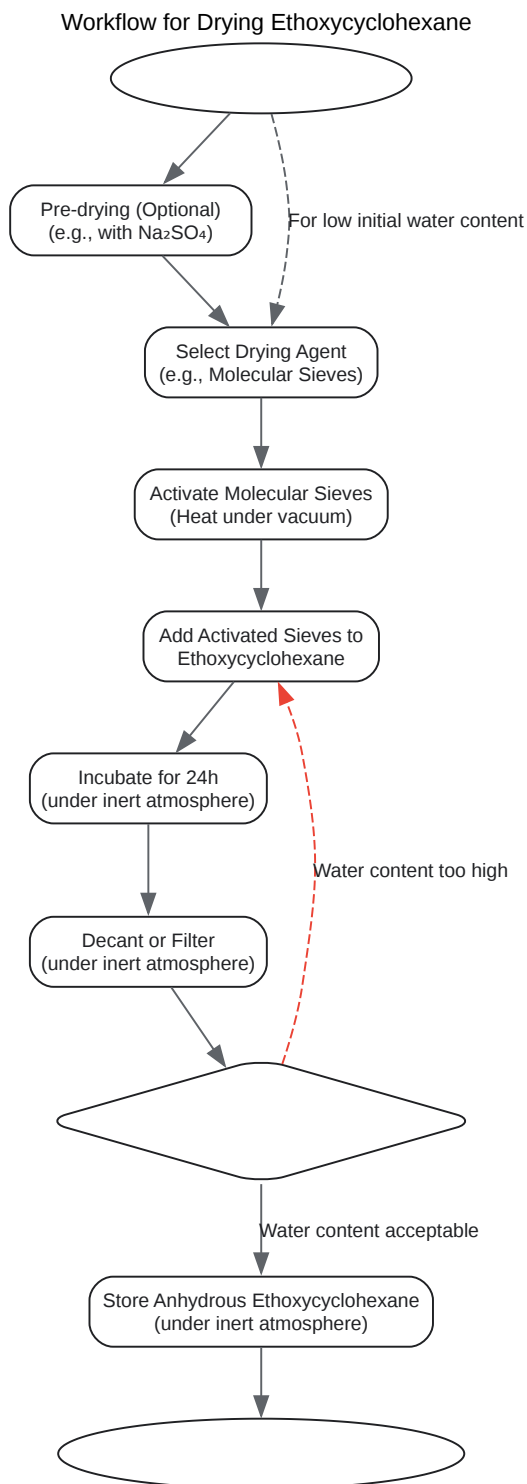 Workflow for Drying Ethoxycyclohexane
Pre-drying (Optional)
(e.g., with Na₂SO₄)
For low initial water content
Select Drying Agent
(e.g., Molecular Sieves)
Activate Molecular Sieves
(Heat under vacuum)
Add Activated Sieves to
Ethoxycyclohexane
Incubate for 24h
(under inert atmosphere)
Water content too high
Decant or Filter
(under inert atmosphere)
Water content acceptable
Store Anhydrous Ethoxycyclohexane
(under inert atmosphere)